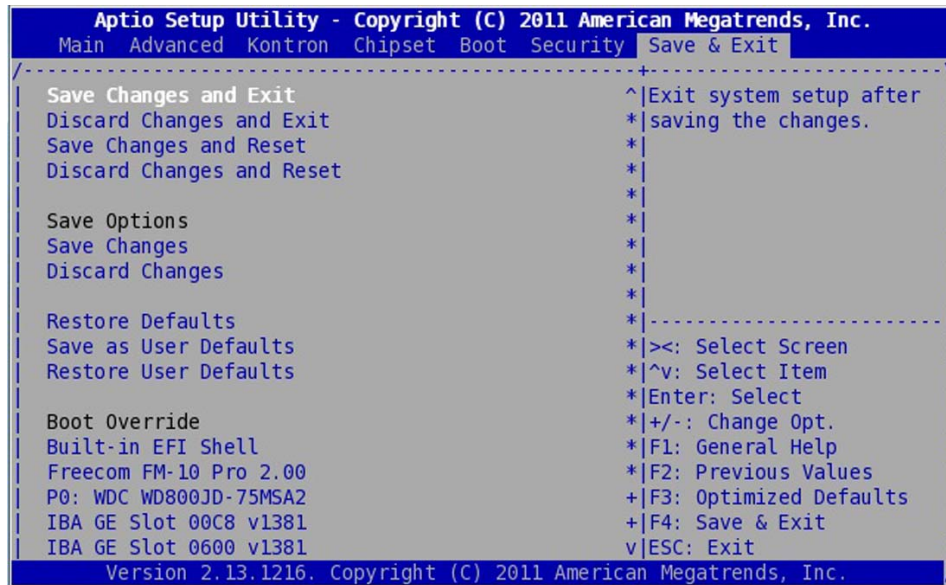 Aptio Setup Utility - Copyright (C) 2011 American Megatrends, Inc.
Main Advanced Kontron Chipset Boot Security Save & Exit
/----------------------------------------------------+-------------------------\
| Save Changes and Exit ^|Exit system setup after
| Discard Changes and Exit *|saving the changes.
| Save Changes and Reset *|
| Discard Changes and Reset *|
| *|
| Save Options *|
| Save Changes *|
| Discard Changes *|
| *|
| Restore Defaults *|-------------------------
| Save as User Defaults *|><: Select Screen
| Restore User Defaults *|^v: Select Item
| *|Enter: Select
| Boot Override *|+/-: Change Opt.
| Built-in EFI Shell *|F1: General Help
| Freecom FM-10 Pro 2.00 *|F2: Previous Values
| P0: WDC WD800JD-75MSA2 +|F3: Optimized Defaults
| IBA GE Slot 00C8 v1381 +|F4: Save & Exit
| IBA GE Slot 0600 v1381 v|ESC: Exit
Version 2.13.1216. Copyright (C) 2011 American Megatrends, Inc.